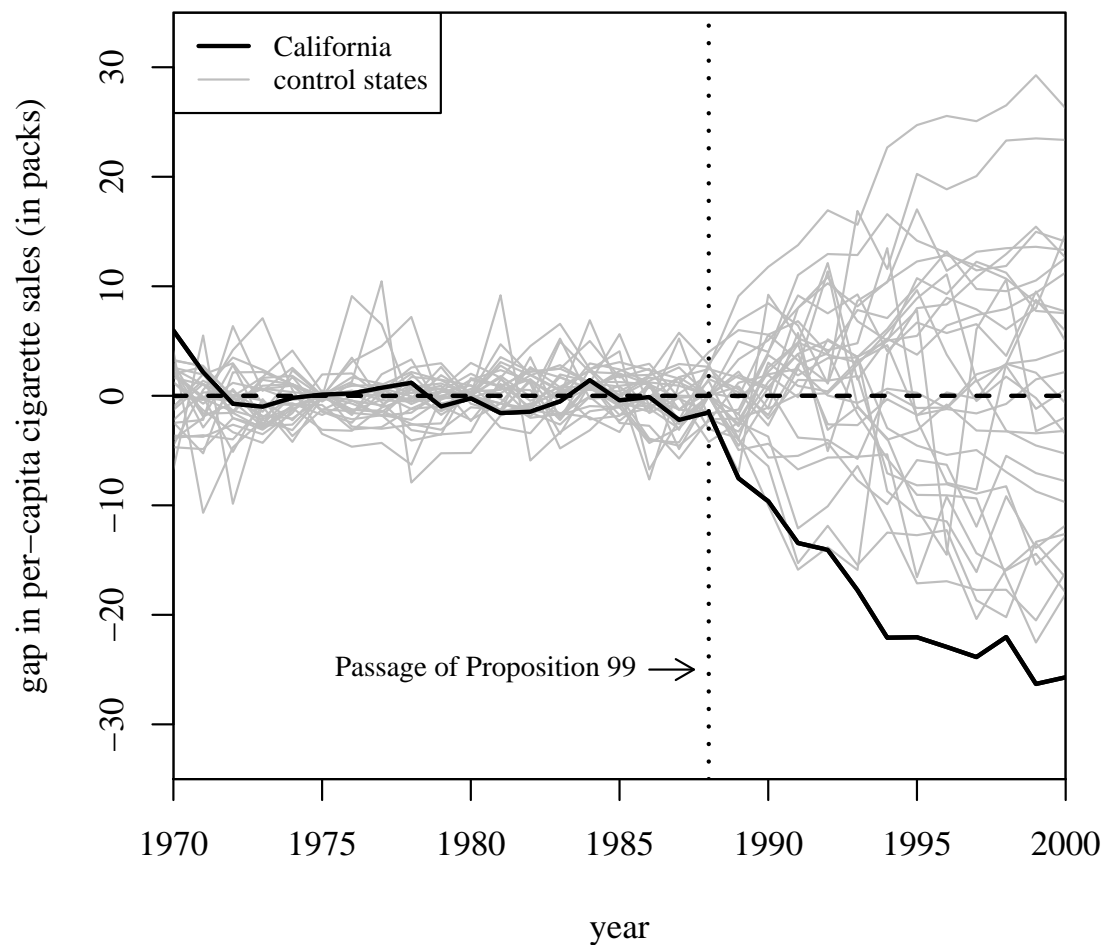 California
control states
gap in per−capita cigarette sales (in packs)
30
20
10
0
−10
−20
−30
Passage of Proposition 99
1970 1975 1980 1985 1990 1995 2000
year